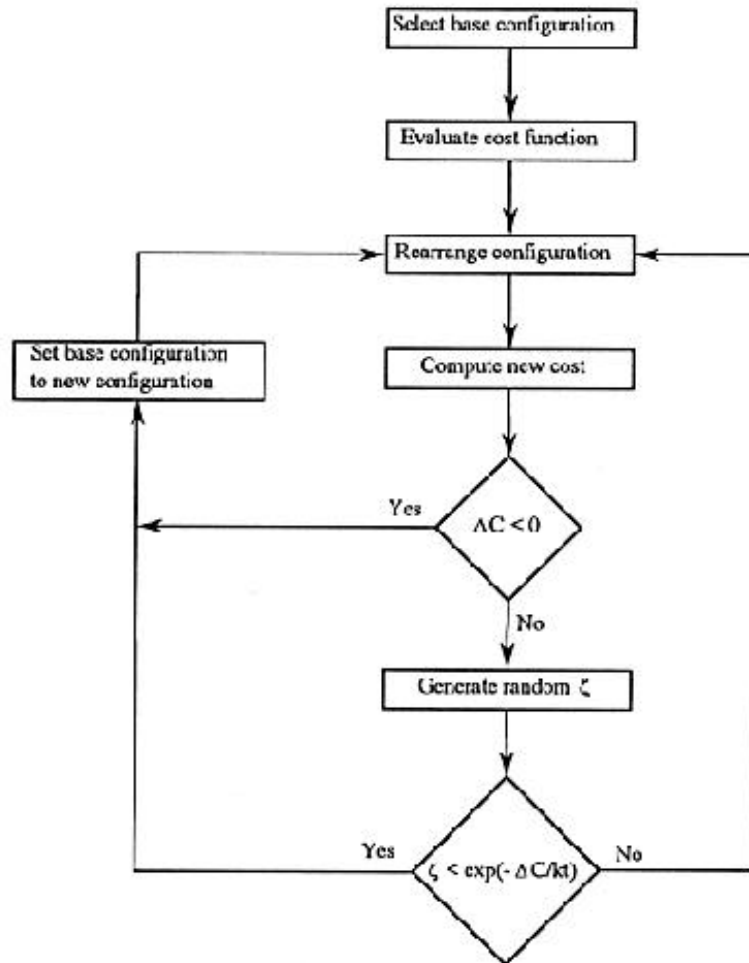 Select base configuration
Evaluate cost function
Rearrange configuration
Set base configuration
to new configuration
Compute new cost
Yes
ΔC < 0
No
Generate random ζ
Yes
ζ < exp(- ΔC/kt)
No